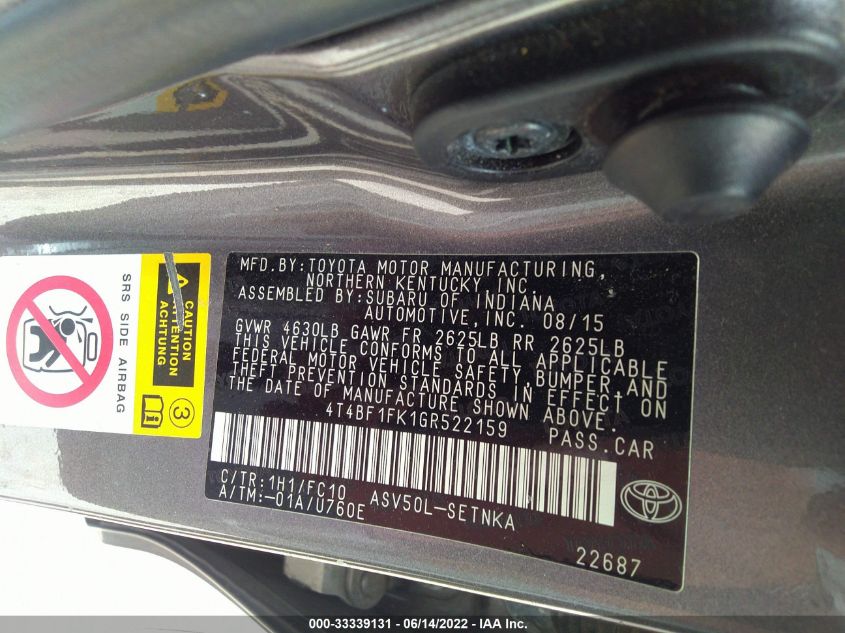 SRS SIDE AIRBAG
CAUTION
ATTENTION
ACHTUNG
3
MFD.BY:TOYOTA MOTOR MANUFACTURING,
NORTHERN KENTUCKY, INC.
ASSEMBLED BY:SUBARU OF INDIANA
AUTOMOTIVE,INC. 08/15
GVWR 4630LB GAWR FR 2625LB RR 2625LB
THIS VEHICLE CONFORMS TO ALL APPLICABLE
FEDERAL MOTOR VEHICLE SAFETY,BUMPER,AND
THEFT PREVENTION STANDARDS IN EFFECT ON
THE DATE OF MANUFACTURE SHOWN ABOVE.
4T4BF1FK1GR522159 PASS.CAR
C/TR:1H1/FC10 ASV50L-SETNKA
A/TM:-01A/U760E
22687
000-33339131 - 06/14/2022 - IAA Inc.